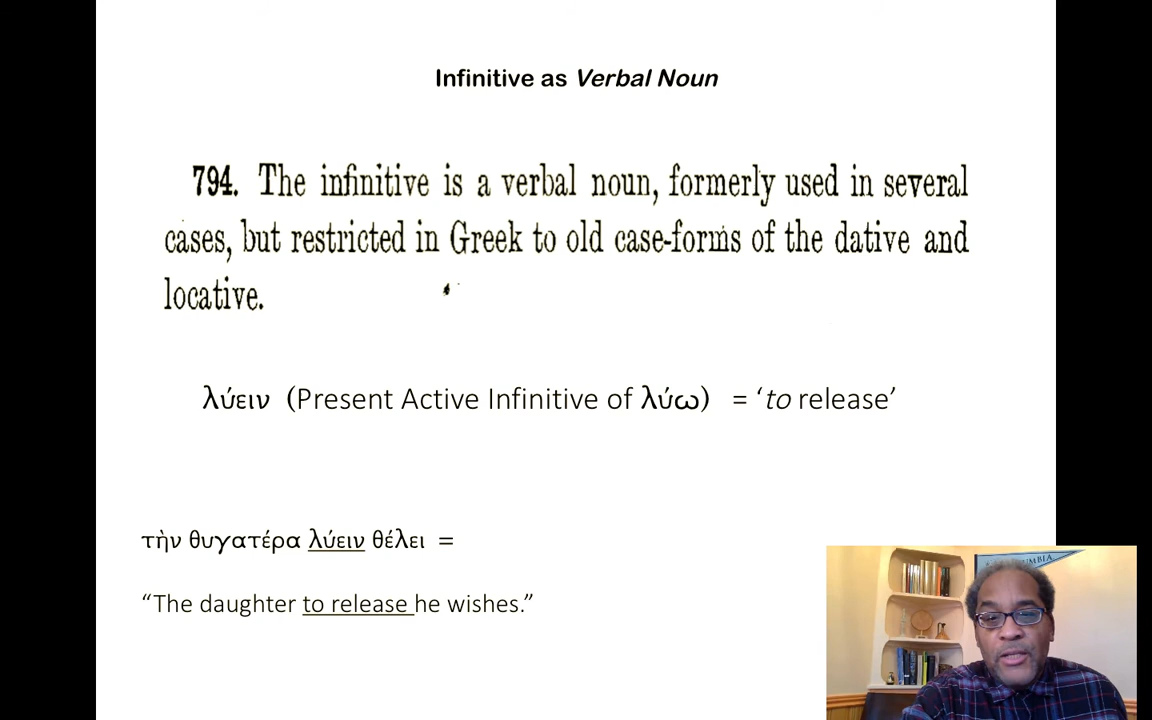 Infinitive as Verbal Noun
794. The infinitive is a verbal noun, formerly used in several
cases, but restricted in Greek to old case-forms of the dative and
locative.
λύειν (Present Active Infinitive of λύω) = ‘to release’
τὴν θυγατέρα λύειν θέλει =
“The daughter to release he wishes.”